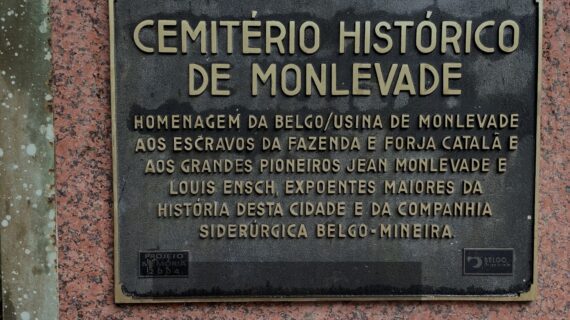 CEMITÉRIO HISTÓRICO
DE MONLEVADE
HOMENAGEM DA BELGO/USINA DE MONLEVADE
AOS ESCRAVOS DA FAZENDA E FORJA CATALÃ E
AOS GRANDES PIONEIROS JEAN MONLEVADE E
LOUIS ENSCH, EXPOENTES MAIORES DA
HISTÓRIA DESTA CIDADE E DA COMPANHIA
SIDERÚRGICA BELGO-MINEIRA.
PROJETO
MEMÓRIA
BELGO